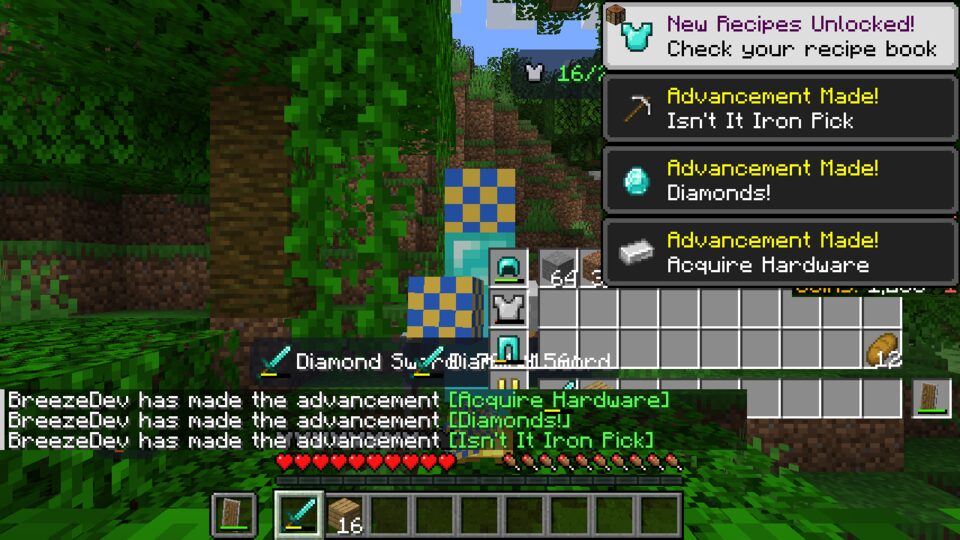 New Recipes Unlocked!
Check your recipe book
16/
Advancement Made!
Isn't It Iron Pick
Advancement Made!
Diamonds!
Advancement Made!
Acquire Hardware
64
12
Diamond
BreezeDev has made the advancement [Acquire Hardware]
BreezeDev has made the advancement [Diamonds!]
BreezeDev has made the advancement [Isn't It Iron Pick]
16